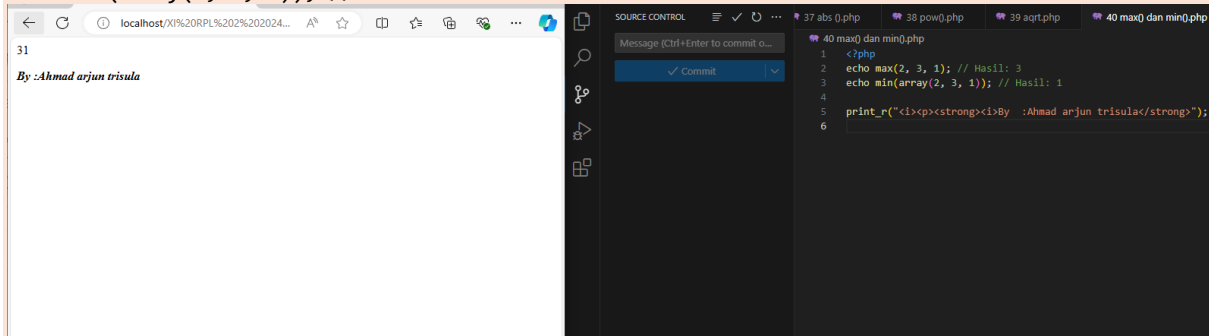 localhost/XI%20RPL%202%202024...
31
By :Ahmad arjun trisula
SOURCE CONTROL
Message (Ctrl+Enter to commit o...
Commit
37 abs ().php
38 pow().php
39 aqrt.php
40 max() dan min().php
40 max() dan min().php
1 <?php
2 echo max(2, 3, 1); // Hasil: 3
3 echo min(array(2, 3, 1)); // Hasil: 1
4
5 print_r("<i><p><strong><i>By  :Ahmad arjun trisula</strong>");
6